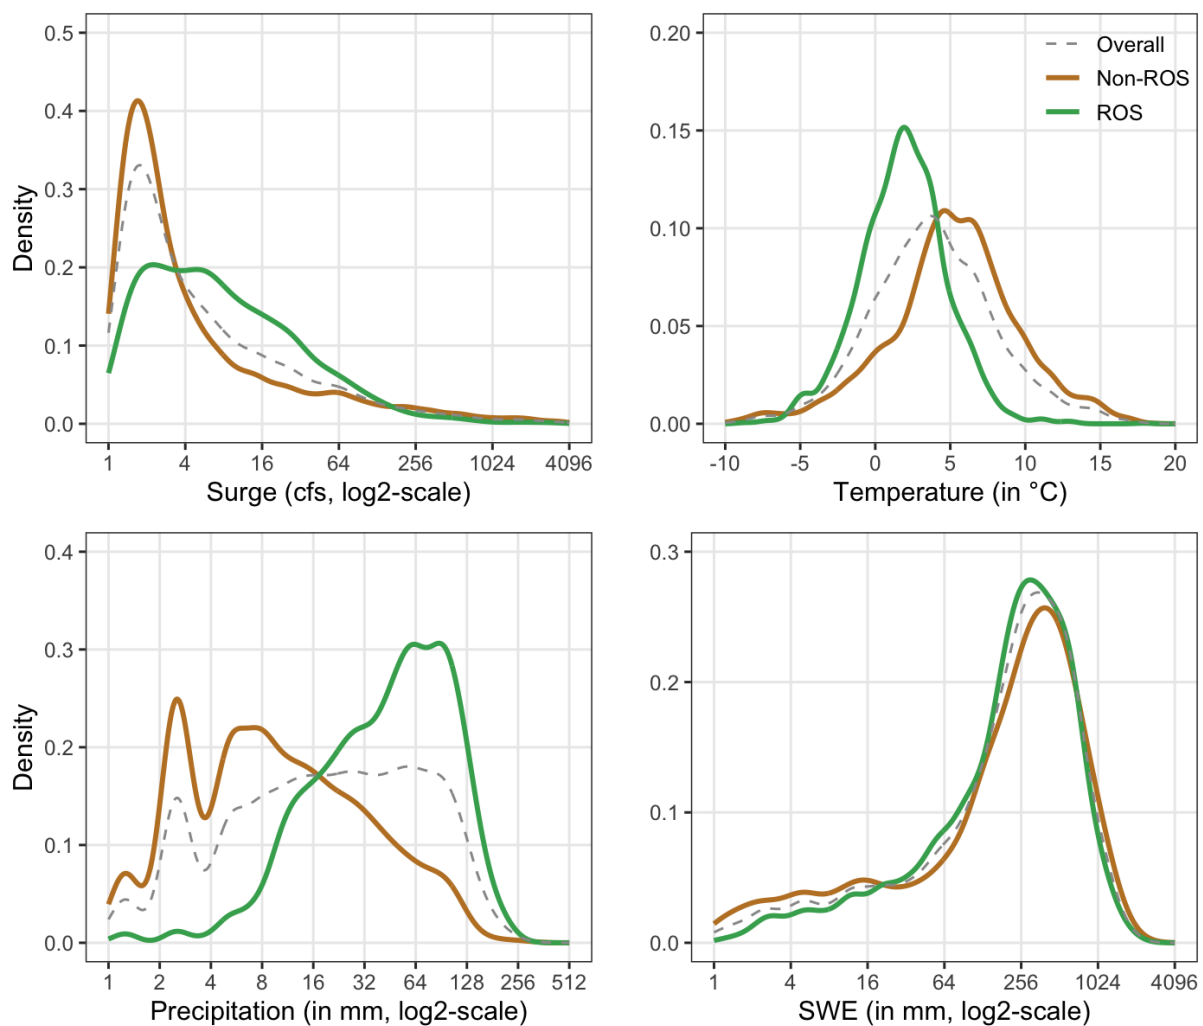 0.5
0.4
0.3
0.2
0.1
0.0
Density
1 4 16 64 256 1024 4096
Surge (cfs, log2-scale)
0.20
0.15
0.10
0.05
0.00
Overall
Non-ROS
ROS
-10 -5 0 5 10 15 20
Temperature (in °C)
0.4
0.3
0.2
0.1
0.0
Density
1 2 4 8 16 32 64 128 256 512
Precipitation (in mm, log2-scale)
0.3
0.2
0.1
0.0
1 4 16 64 256 1024 4096
SWE (in mm, log2-scale)